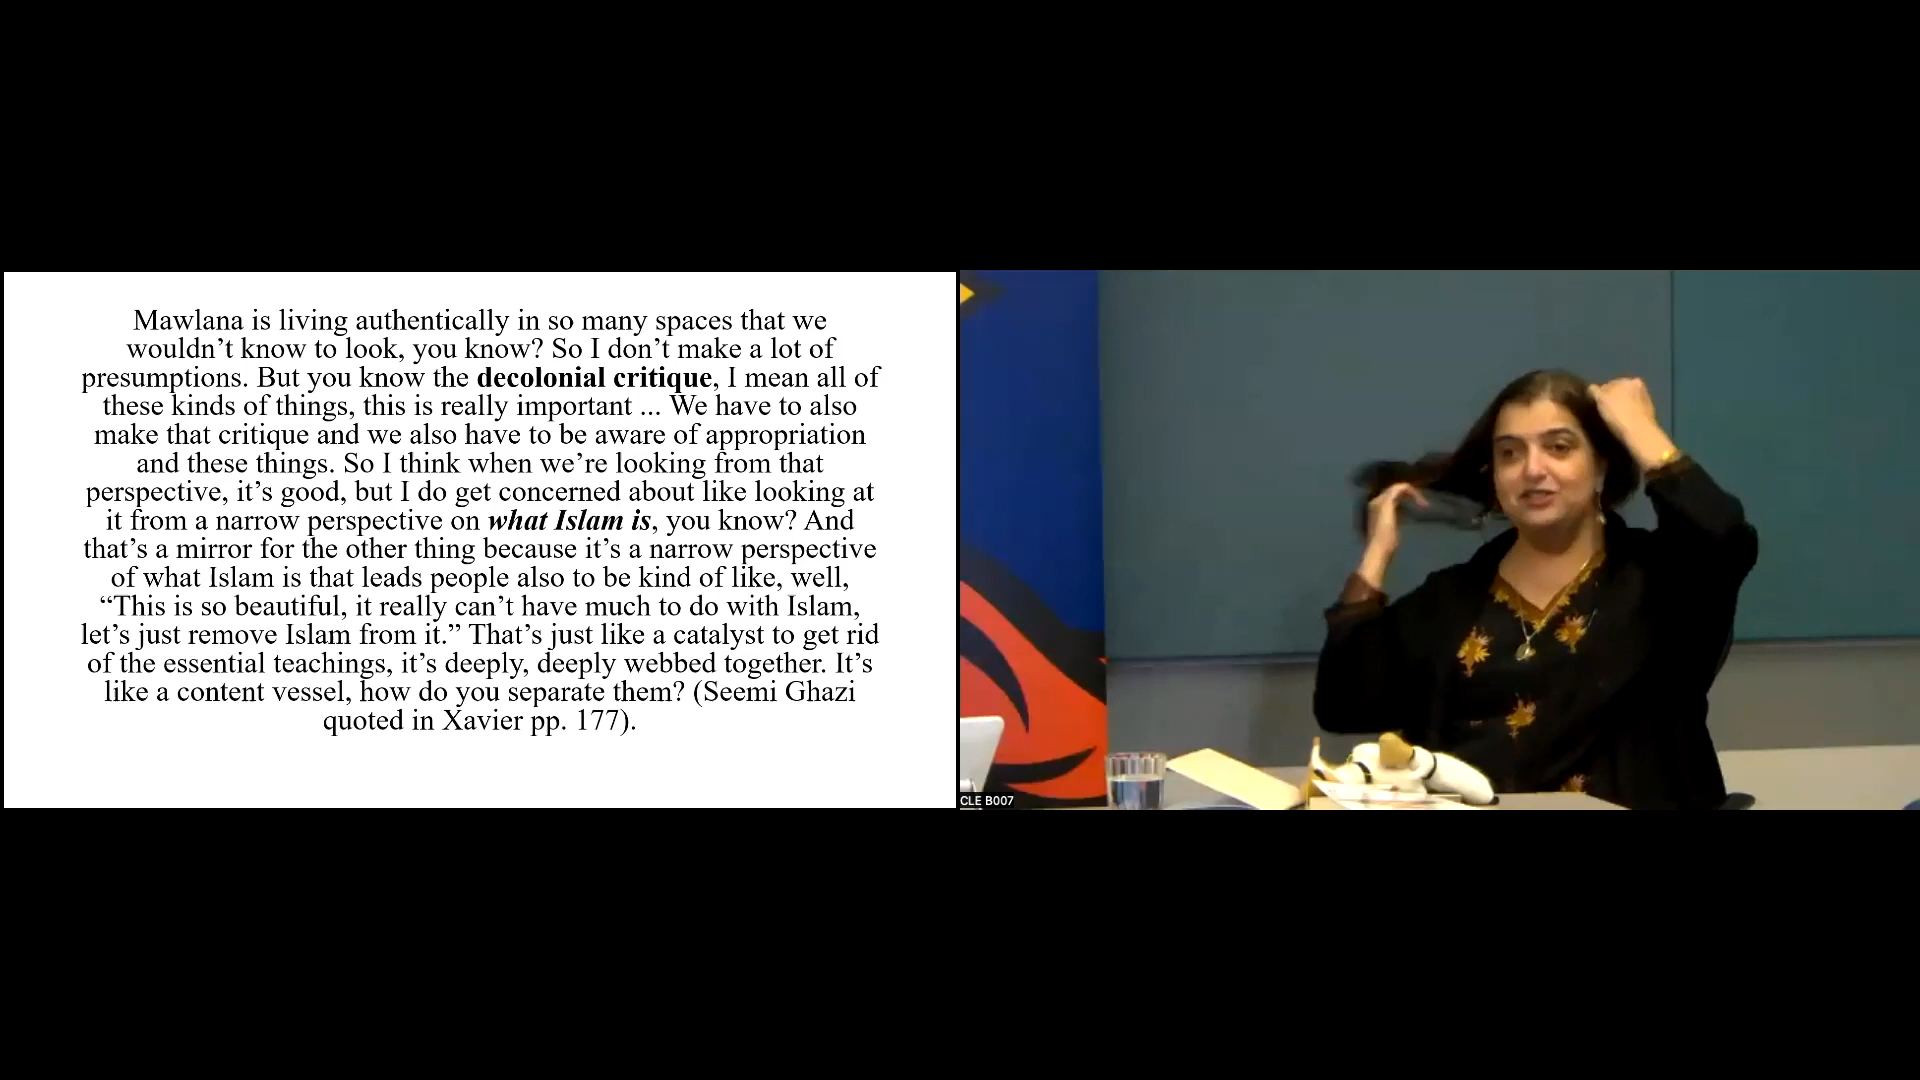 Mawlana is living authentically in so many spaces that we
wouldn’t know to look, you know? So I don’t make a lot of
presumptions. But you know the decolonial critique, I mean all of
these kinds of things, this is really important ... We have to also
make that critique and we also have to be aware of appropriation
and these things. So I think when we’re looking from that
perspective, it’s good, but I do get concerned about like looking at
it from a narrow perspective on what Islam is, you know? And
that’s a mirror for the other thing because it’s a narrow perspective
of what Islam is that leads people also to be kind of like, well,
“This is so beautiful, it really can’t have much to do with Islam,
let’s just remove Islam from it.” That’s just like a catalyst to get rid
of the essential teachings, it’s deeply, deeply webbed together. It’s
like a content vessel, how do you separate them? (Seemi Ghazi
quoted in Xavier pp. 177).
CLE B007